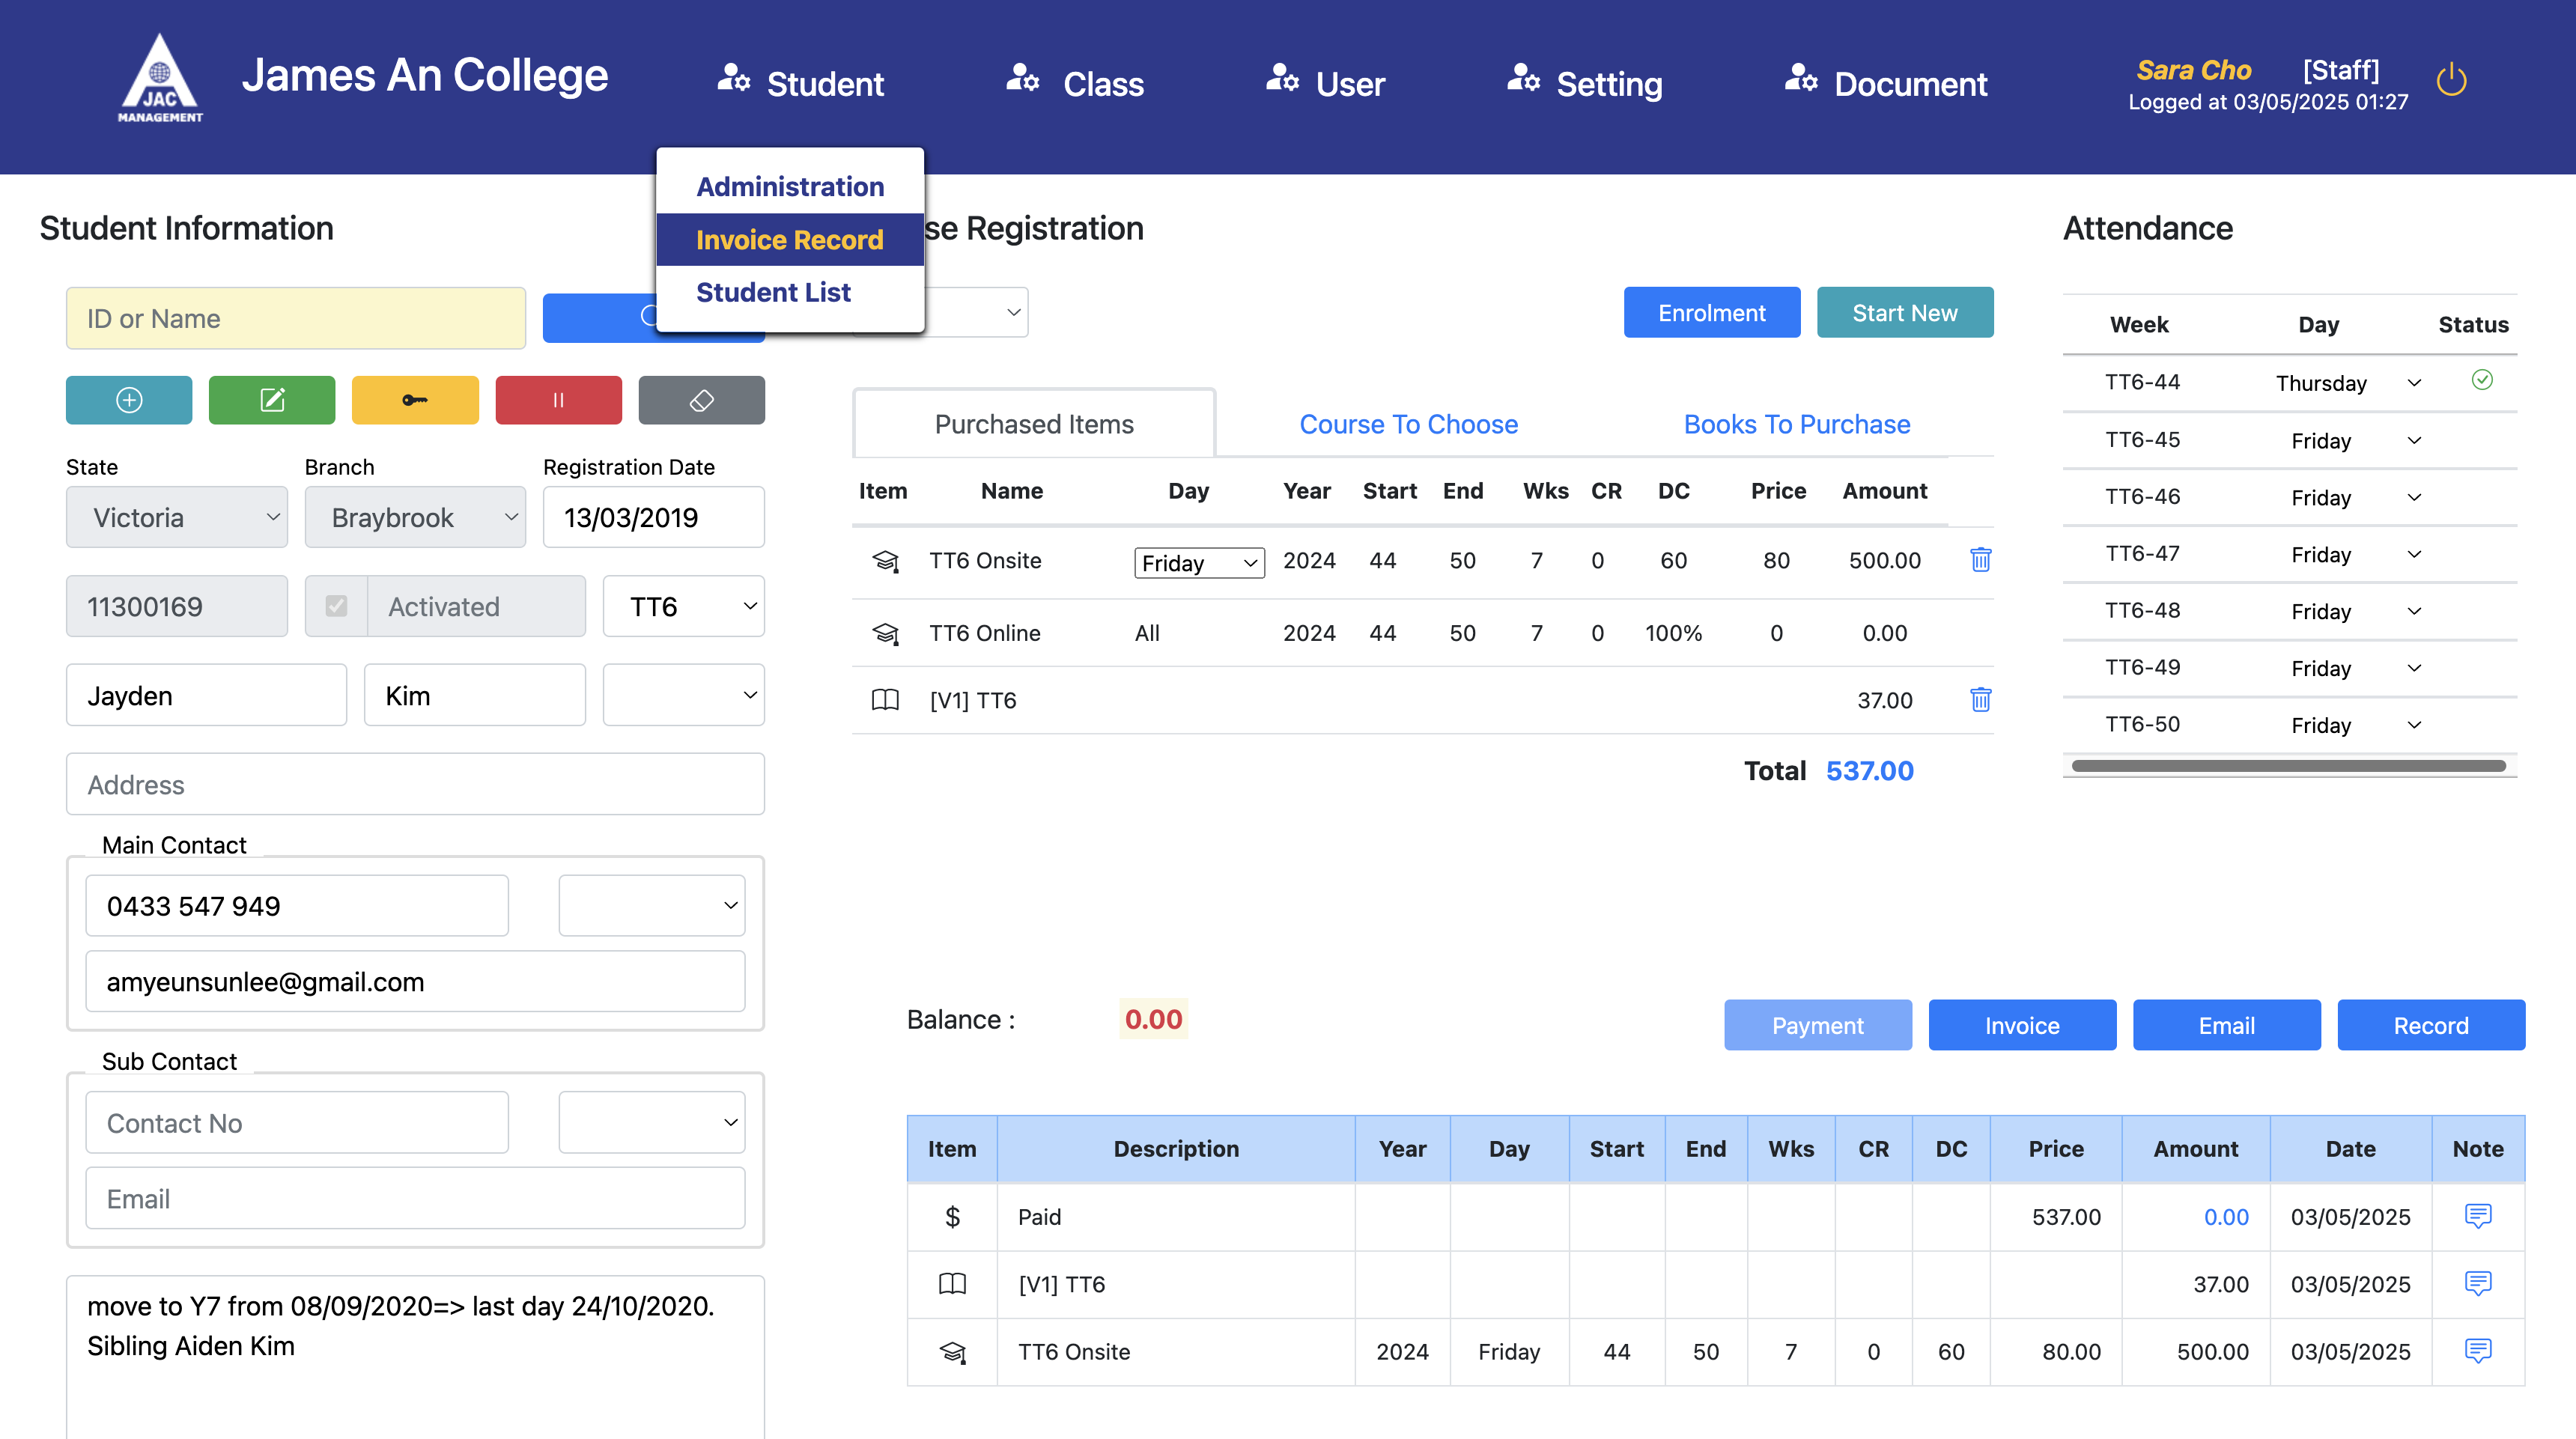 JAC
MANAGEMENT
James An College
Student
Class
User
Setting
Document
Sara Cho [Staff]
Logged at 03/05/2025 01:27
Administration
Invoice Record
Student List
Student Information
ID or Name
State Branch Registration Date
Victoria Braybrook 13/03/2019
11300169 Activated TT6
Jayden Kim
Address
Main Contact
0433 547 949
amyeunsunlee@gmail.com
Sub Contact
Contact No
Email
move to Y7 from 08/09/2020=> last day 24/10/2020.
Sibling Aiden Kim
se Registration
Enrolment Start New
Purchased Items Course To Choose Books To Purchase
Item Name Day Year Start End Wks CR DC Price Amount
TT6 Onsite Friday 2024 44 50 7 0 60 80 500.00
TT6 Online All 2024 44 50 7 0 100% 0 0.00
[V1] TT6 37.00
Total 537.00
Attendance
Week Day Status
TT6-44 Thursday
TT6-45 Friday
TT6-46 Friday
TT6-47 Friday
TT6-48 Friday
TT6-49 Friday
TT6-50 Friday
Balance : 0.00
Payment Invoice Email Record
Item Description Year Day Start End Wks CR DC Price Amount Date Note
$ Paid 537.00 0.00 03/05/2025
[V1] TT6 37.00 03/05/2025
TT6 Onsite 2024 Friday 44 50 7 0 60 80.00 500.00 03/05/2025